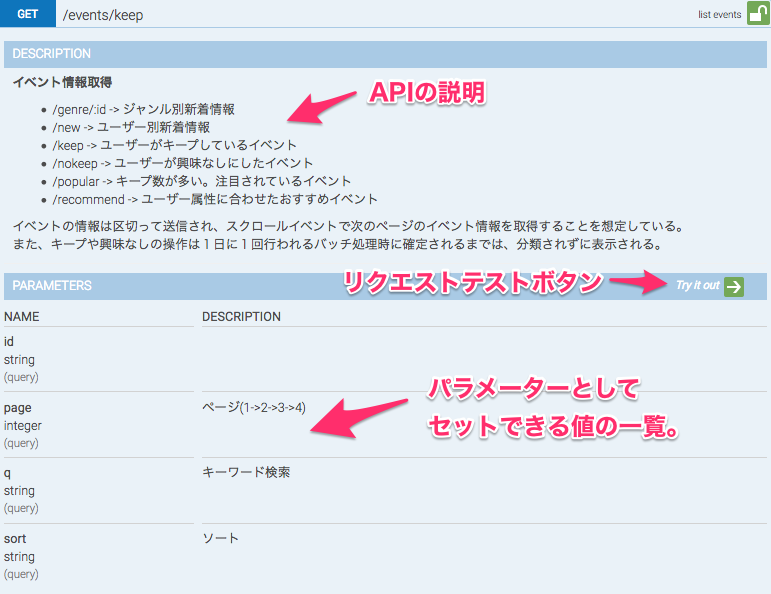 GET /events/keep list events
DESCRIPTION
イベント情報取得
APIの説明
• /genre/:id -> ジャンル別新着情報
• /new -> ユーザー別新着情報
• /keep -> ユーザーがキープしているイベント
• /nokeep -> ユーザーが興味なしにしたイベント
• /popular -> キープ数が多い。注目されているイベント
• /recommend -> ユーザー属性に合わせたおすすめイベント
イベントの情報は区切って送信され、スクロールイベントで次のページのイベント情報を取得することを想定している。
また、キープや興味なしの操作は1日に1回行われるバッチ処理時に確定されるまでは、分類されずに表示される。
PARAMETERS リクエストテストボタン Try it out
NAME DESCRIPTION
id
string
(query)
パラメーターとして
セットできる値の一覧。
page ページ(1->2->3->4)
integer
(query)
q キーワード検索
string
(query)
sort ソート
string
(query)